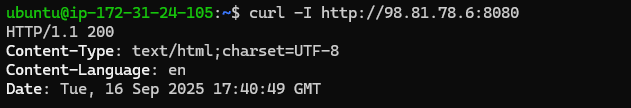 ubuntu@ip-172-31-24-105:~$ curl -I http://98.81.78.6:8080
HTTP/1.1 200
Content-Type: text/html;charset=UTF-8
Content-Language: en
Date: Tue, 16 Sep 2025 17:40:49 GMT